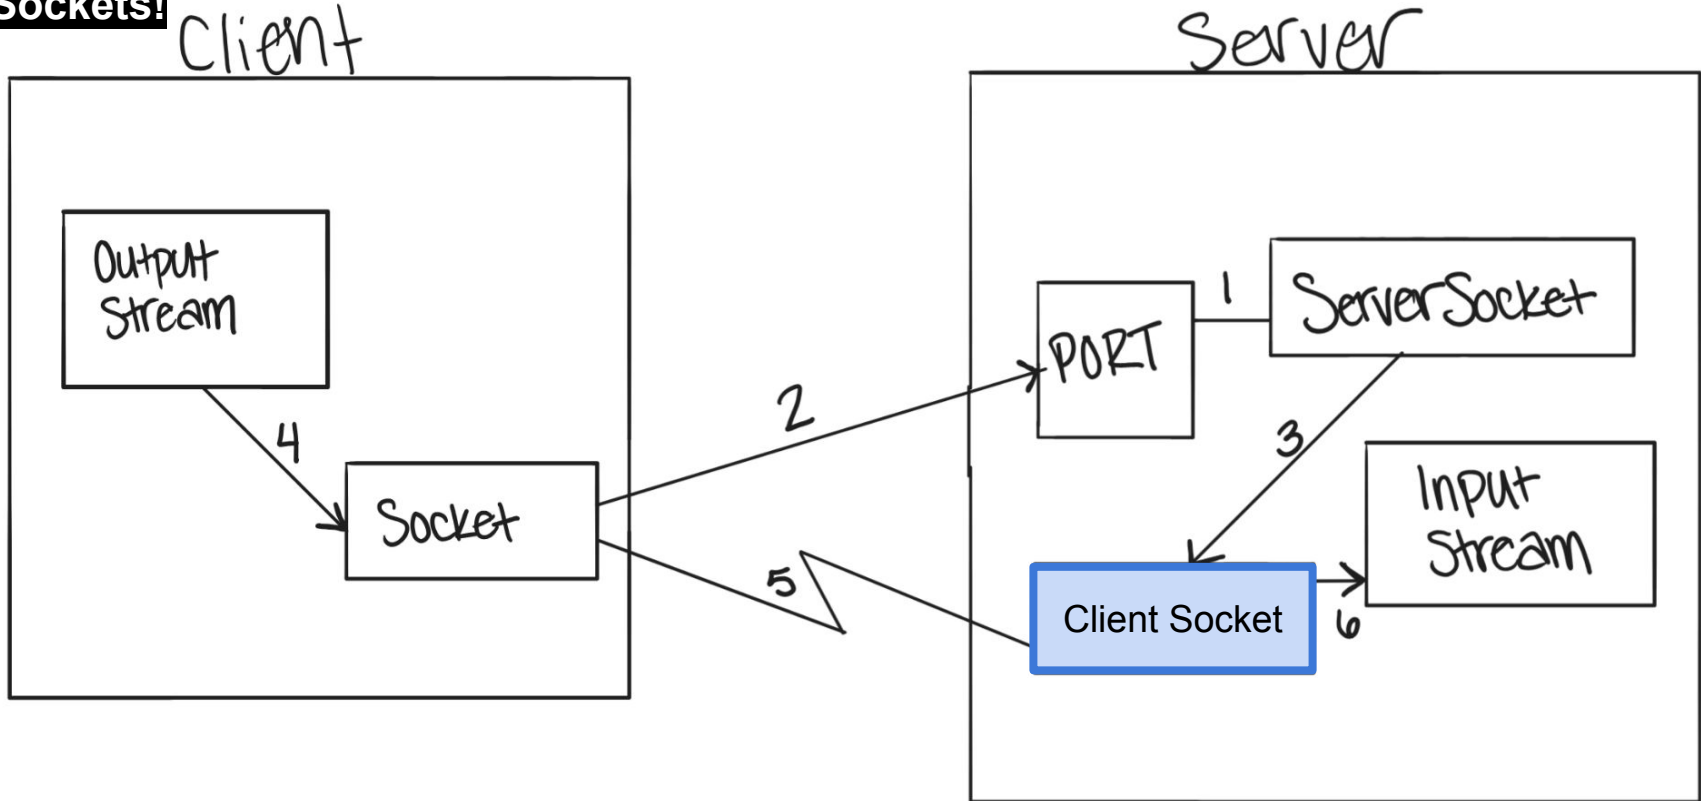 Sockets!
Client
Server
Output
Stream
4
Socket
2
5
PORT
1
ServerSocket
3
Input
Stream
Client Socket
6